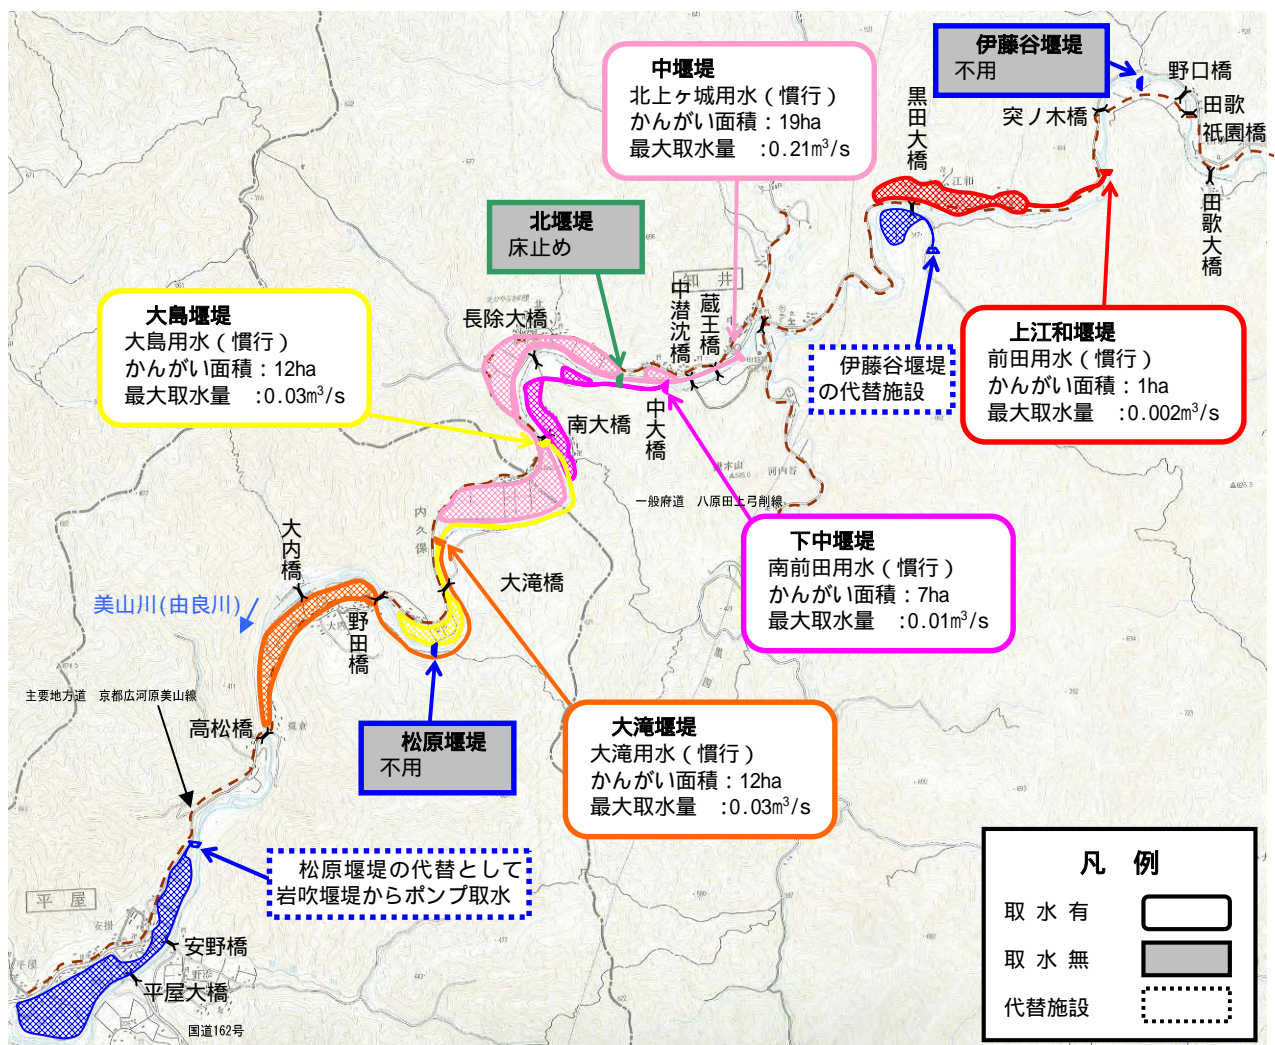 伊藤谷堰堤
不用
野口橋
田歌
祇園橋
突ノ木橋
田歌大橋
黒田大橋
江和
中堰堤
北上ヶ城用水(慣行)
かんがい面積:19ha
最大取水量 :0.21m³/s
北堰堤
床止め
知井
蔵王橋
中潜沈橋
長除大橋
大島堰堤
大島用水(慣行)
かんがい面積:12ha
最大取水量 :0.03m³/s
伊藤谷堰堤
の代替施設
上江和堰堤
前田用水(慣行)
かんがい面積:1ha
最大取水量 :0.002m³/s
南大橋
中大橋
河内谷
一般府道 八原田上弓削線
内久保
大内橋
大滝橋
下中堰堤
南前田用水(慣行)
かんがい面積:7ha
最大取水量 :0.01m³/s
美山川(由良川)
野田橋
主要地方道 京都広河原美山線
高松橋
松原堰堤
不用
大滝堰堤
大滝用水(慣行)
かんがい面積:12ha
最大取水量 :0.03m³/s
松原堰堤の代替として
岩吹堰堤からポンプ取水
平屋
安掛
安野橋
平屋
平屋大橋
国道162号
凡 例
取 水 有
取 水 無
代替施設